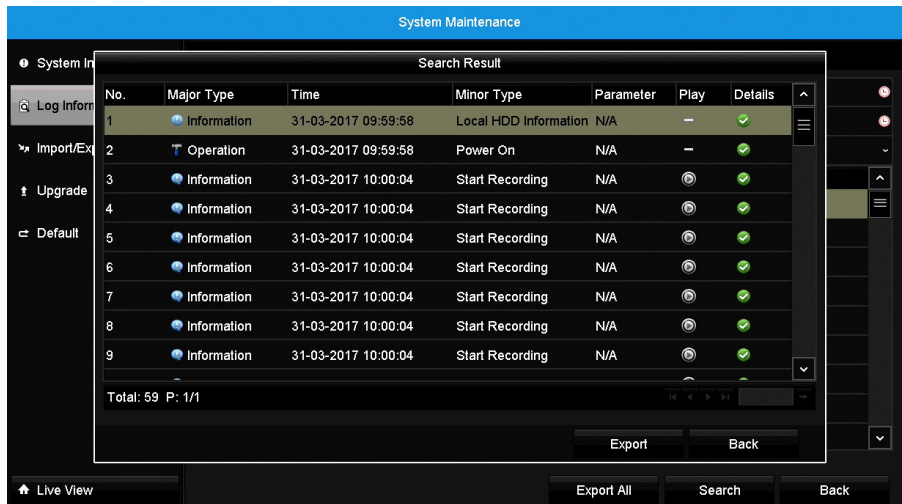 System Maintenance
System In
Log Inform
Import/Exp
Upgrade
Default
Live View
Search Result
No. Major Type Time Minor Type Parameter Play Details
1 Information 31-03-2017 09:59:58 Local HDD Information N/A –
2 Operation 31-03-2017 09:59:58 Power On N/A –
3 Information 31-03-2017 10:00:04 Start Recording N/A
4 Information 31-03-2017 10:00:04 Start Recording N/A
5 Information 31-03-2017 10:00:04 Start Recording N/A
6 Information 31-03-2017 10:00:04 Start Recording N/A
7 Information 31-03-2017 10:00:04 Start Recording N/A
8 Information 31-03-2017 10:00:04 Start Recording N/A
9 Information 31-03-2017 10:00:04 Start Recording N/A
Total: 59 P: 1/1
Export Back
Export All Search Back